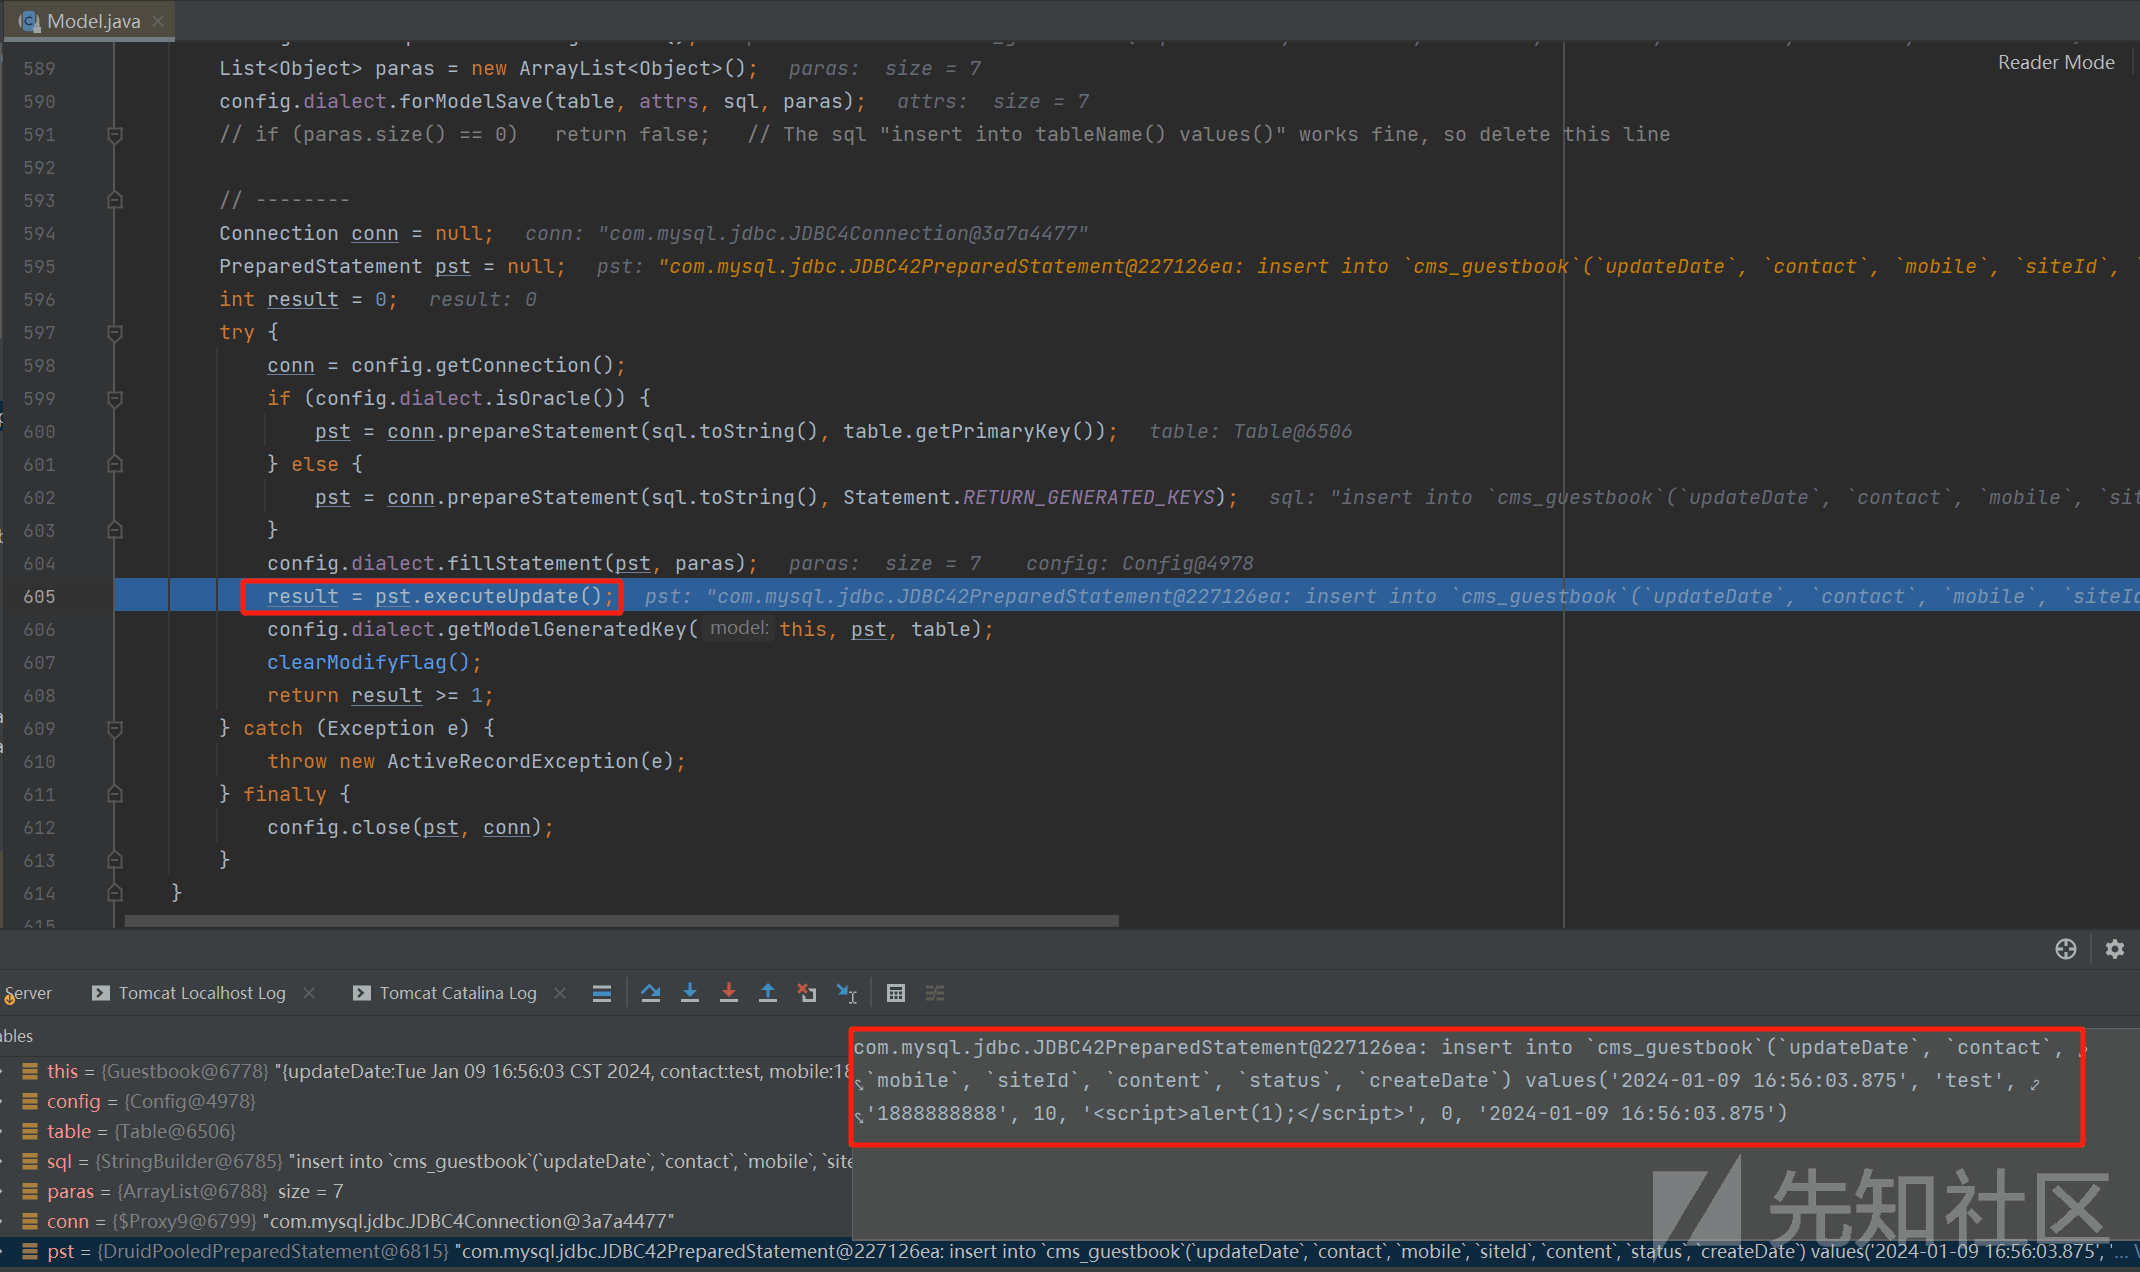 Model.java
Reader Mode
589 List<Object> paras = new ArrayList<Object>(); paras: size = 7
590 config.dialect.forModelSave(table, attrs, sql, paras); attrs: size = 7
591 // if (paras.size() == 0) return false; // The sql "insert into tableName() values()" works fine, so delete this line
592
593 // --------
594 Connection conn = null; conn: "com.mysql.jdbc.JDBC4Connection@3a7a4477"
595 PreparedStatement pst = null; pst: "com.mysql.jdbc.JDBC42PreparedStatement@227126ea: insert into `cms_guestbook`(`updateDate`, `contact`, `mobile`, `siteId`, `
596 int result = 0; result: 0
597 try {
598 conn = config.getConnection();
599 if (config.dialect.isOracle()) {
600 pst = conn.prepareStatement(sql.toString(), table.getPrimaryKey()); table: Table@6506
601 } else {
602 pst = conn.prepareStatement(sql.toString(), Statement.RETURN_GENERATED_KEYS); sql: "insert into `cms_guestbook`(`updateDate`, `contact`, `mobile`, `sit
603 }
604 config.dialect.fillStatement(pst, paras); paras: size = 7 config: Config@4978
605 result = pst.executeUpdate(); pst: "com.mysql.jdbc.JDBC42PreparedStatement@227126ea: insert into `cms_guestbook`(`updateDate`, `contact`, `mobile`, `siteId
606 config.dialect.getModelGeneratedKey( model: this, pst, table);
607 clearModifyFlag();
608 return result >= 1;
609 } catch (Exception e) {
610 throw new ActiveRecordException(e);
611 } finally {
612 config.close(pst, conn);
613 }
614 }
615
Server Tomcat Localhost Log Tomcat Catalina Log
ables
this = {Guestbook@6778} "{updateDate:Tue Jan 09 16:56:03 CST 2024, contact:test, mobile:18
config = {Config@4978}
table = {Table@6506}
sql = {StringBuilder@6785} "insert into `cms_guestbook`(`updateDate`, `contact`, `mobile`, `site
paras = {ArrayList@6788} size = 7
conn = {$Proxy9@6799} "com.mysql.jdbc.JDBC4Connection@3a7a4477"
pst = {DruidPooledPreparedStatement@6815} "com.mysql.jdbc.JDBC42PreparedStatement@227126ea: insert into `cms_guestbook`(`updateDate`, `contact`, `mobile`, `siteId`, `content`, `status`, `createDate`) values('2024-01-09 16:56:03.875', '...
com.mysql.jdbc.JDBC42PreparedStatement@227126ea: insert into `cms_guestbook`(`updateDate`, `contact`,
`mobile`, `siteId`, `content`, `status`, `createDate`) values('2024-01-09 16:56:03.875', 'test',
'1888888888', 10, '<script>alert(1);</script>', 0, '2024-01-09 16:56:03.875')
先知社区